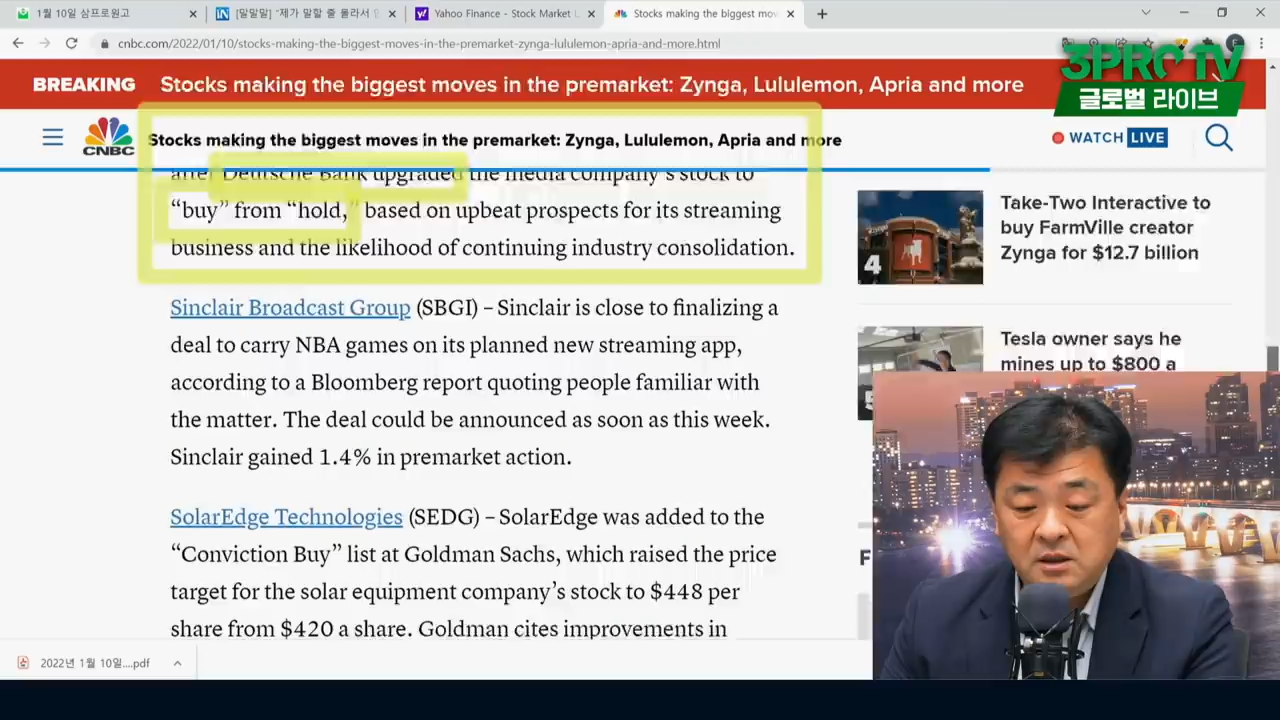 1월 10일 삼프로원고
[말말말] "제가 말할 줄 몰라서
Yahoo Finance - Stock Market L
Stocks making the biggest mov
cnbc.com/2022/01/10/stocks-making-the-biggest-moves-in-the-premarket-zynga-lululemon-apria-and-more.html
3PRO TV
글로벌 라이브
BREAKING Stocks making the biggest moves in the premarket: Zynga, Lululemon, Apria and more
CNBC
Stocks making the biggest moves in the premarket: Zynga, Lululemon, Apria and more
WATCH LIVE
after Deutsche Bank upgraded the media company's stock to
“buy” from “hold,” based on upbeat prospects for its streaming
business and the likelihood of continuing industry consolidation.
Sinclair Broadcast Group (SBGI) – Sinclair is close to finalizing a
deal to carry NBA games on its planned new streaming app,
according to a Bloomberg report quoting people familiar with
the matter. The deal could be announced as soon as this week.
Sinclair gained 1.4% in premarket action.
SolarEdge Technologies (SEDG) – SolarEdge was added to the
“Conviction Buy” list at Goldman Sachs, which raised the price
target for the solar equipment company’s stock to $448 per
share from $420 a share. Goldman cites improvements in
4
Take-Two Interactive to
buy FarmVille creator
Zynga for $12.7 billion
5
Tesla owner says he
mines up to $800 a
F
2022년 1월 10일....pdf